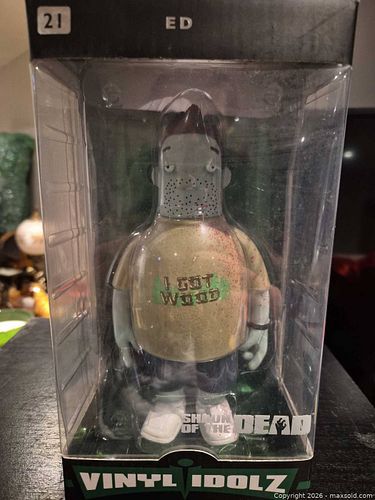 21
ED
I GOT
WOOD
SHAUN
OF THE
DEAD
VINYL IDOLZ
Copyright 2026 - maxsold.com